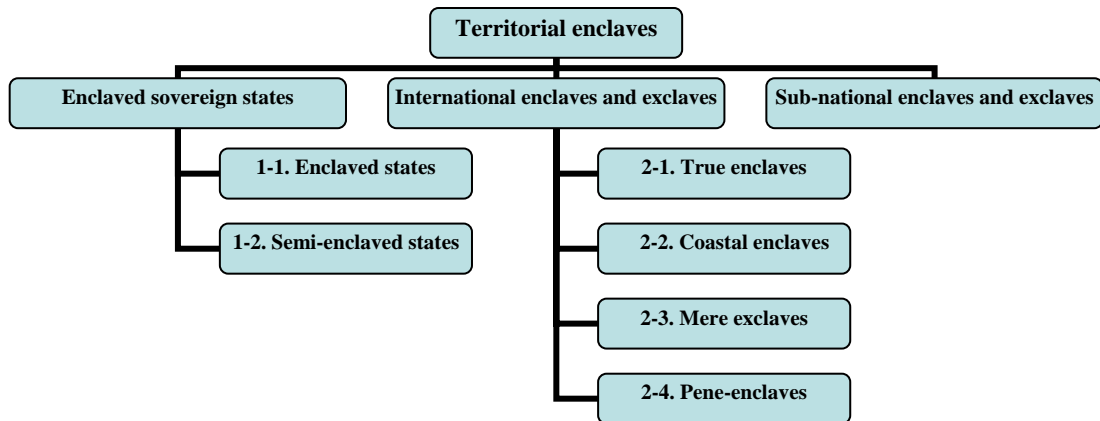 Territorial enclaves
Enclaved sovereign states
International enclaves and exclaves
Sub-national enclaves and exclaves
1-1. Enclaved states
2-1. True enclaves
1-2. Semi-enclaved states
2-2. Coastal enclaves
2-3. Mere exclaves
2-4. Pene-enclaves